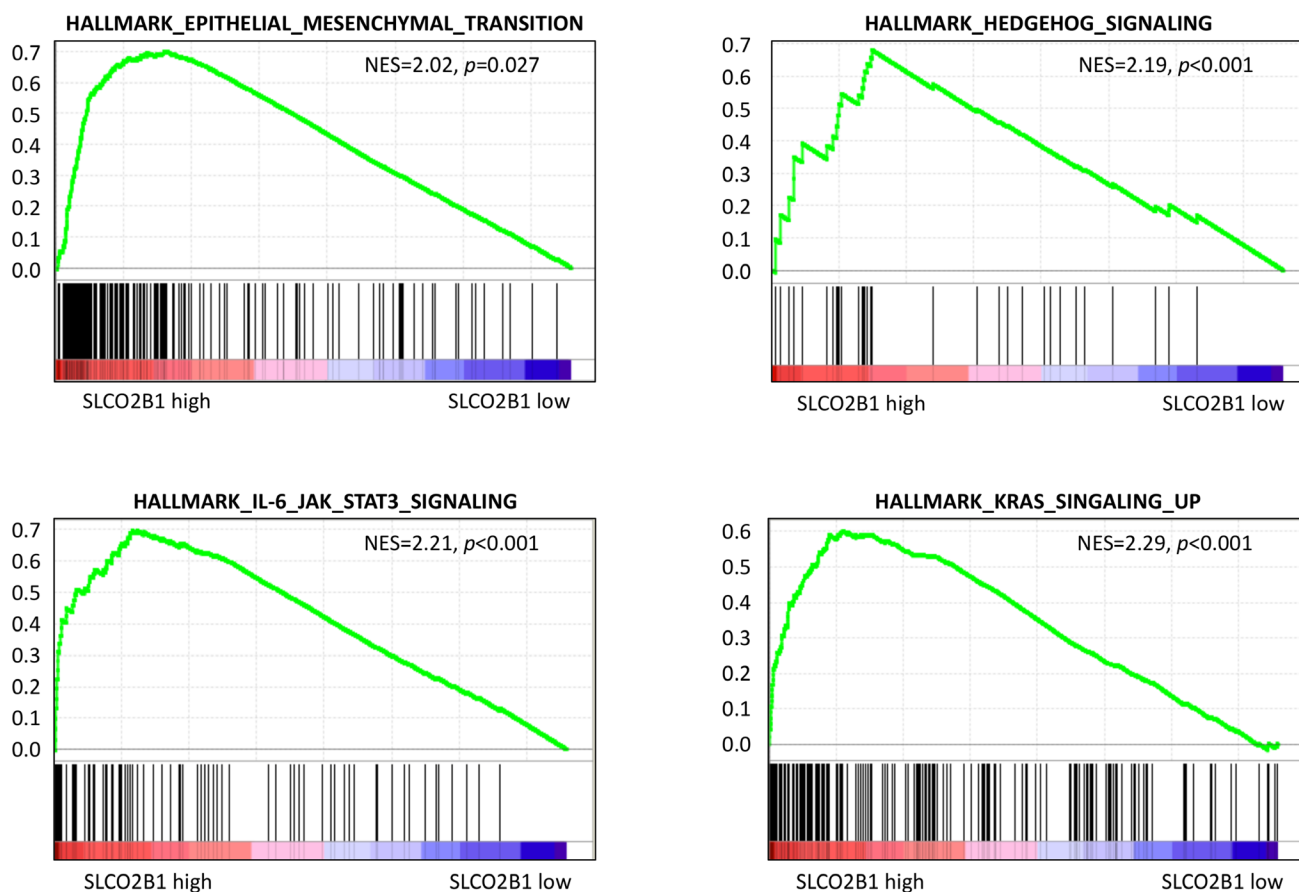 HALLMARK_EPITHELIAL_MESENCHYMAL_TRANSITION
NES=2.02, p=0.027
0.7
0.6
0.5
0.4
0.3
0.2
0.1
0.0
SLCO2B1 high
SLCO2B1 low
HALLMARK_HEDGEHOG_SIGNALING
NES=2.19, p<0.001
0.7
0.6
0.5
0.4
0.3
0.2
0.1
0.0
SLCO2B1 high
SLCO2B1 low
HALLMARK_IL-6_JAK_STAT3_SIGNALING
NES=2.21, p<0.001
0.7
0.6
0.5
0.4
0.3
0.2
0.1
0.0
SLCO2B1 high
SLCO2B1 low
HALLMARK_KRAS_SINGALING_UP
NES=2.29, p<0.001
0.6
0.5
0.4
0.3
0.2
0.1
0.0
SLCO2B1 high
SLCO2B1 low